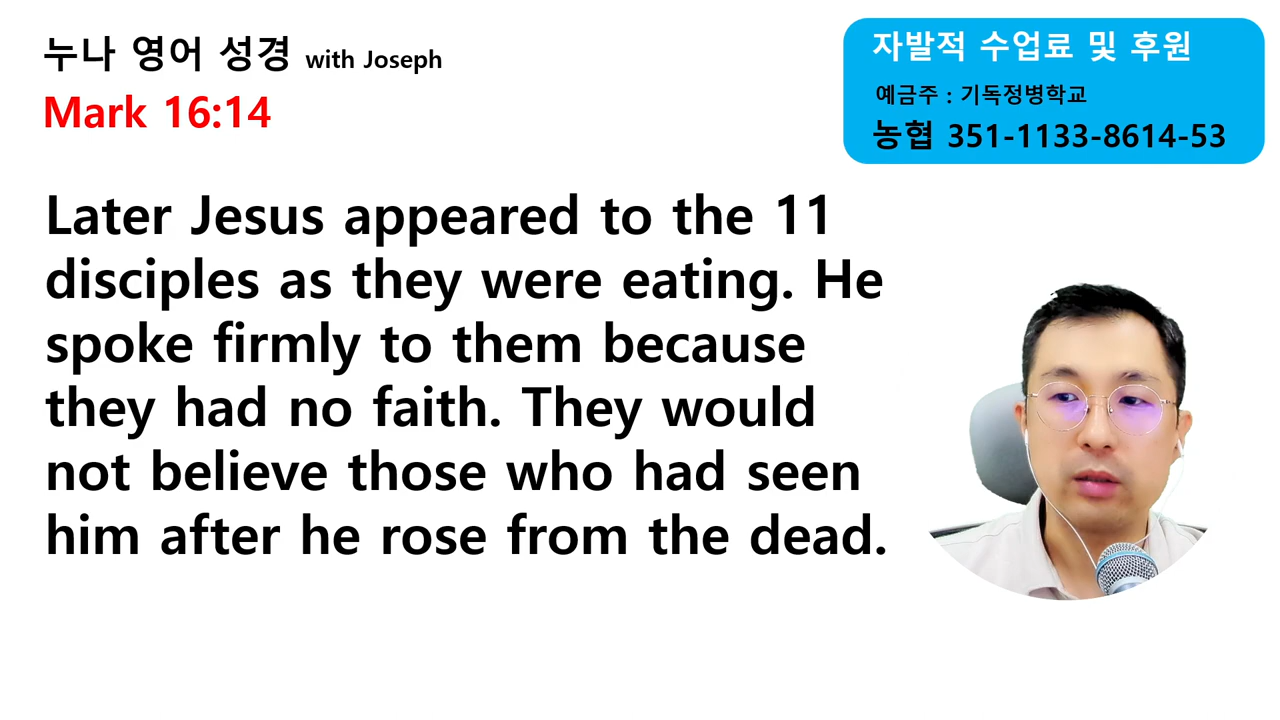 누나 영어 성경 with Joseph
Mark 16:14
자발적 수업료 및 후원
예금주 : 기독정병학교
농협 351-1133-8614-53
Later Jesus appeared to the 11
disciples as they were eating. He
spoke firmly to them because
they had no faith. They would
not believe those who had seen
him after he rose from the dead.